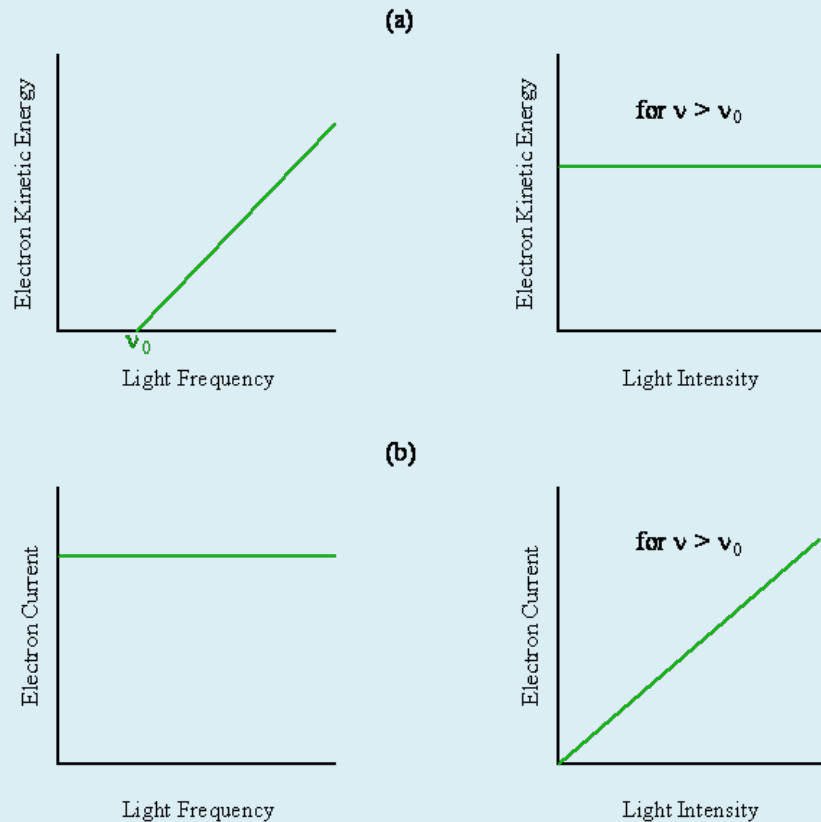 (a)
Electron Kinetic Energy
ν₀
Light Frequency
Electron Kinetic Energy
for ν > ν₀
Light Intensity
(b)
Electron Current
Light Frequency
Electron Current
for ν > ν₀
Light Intensity